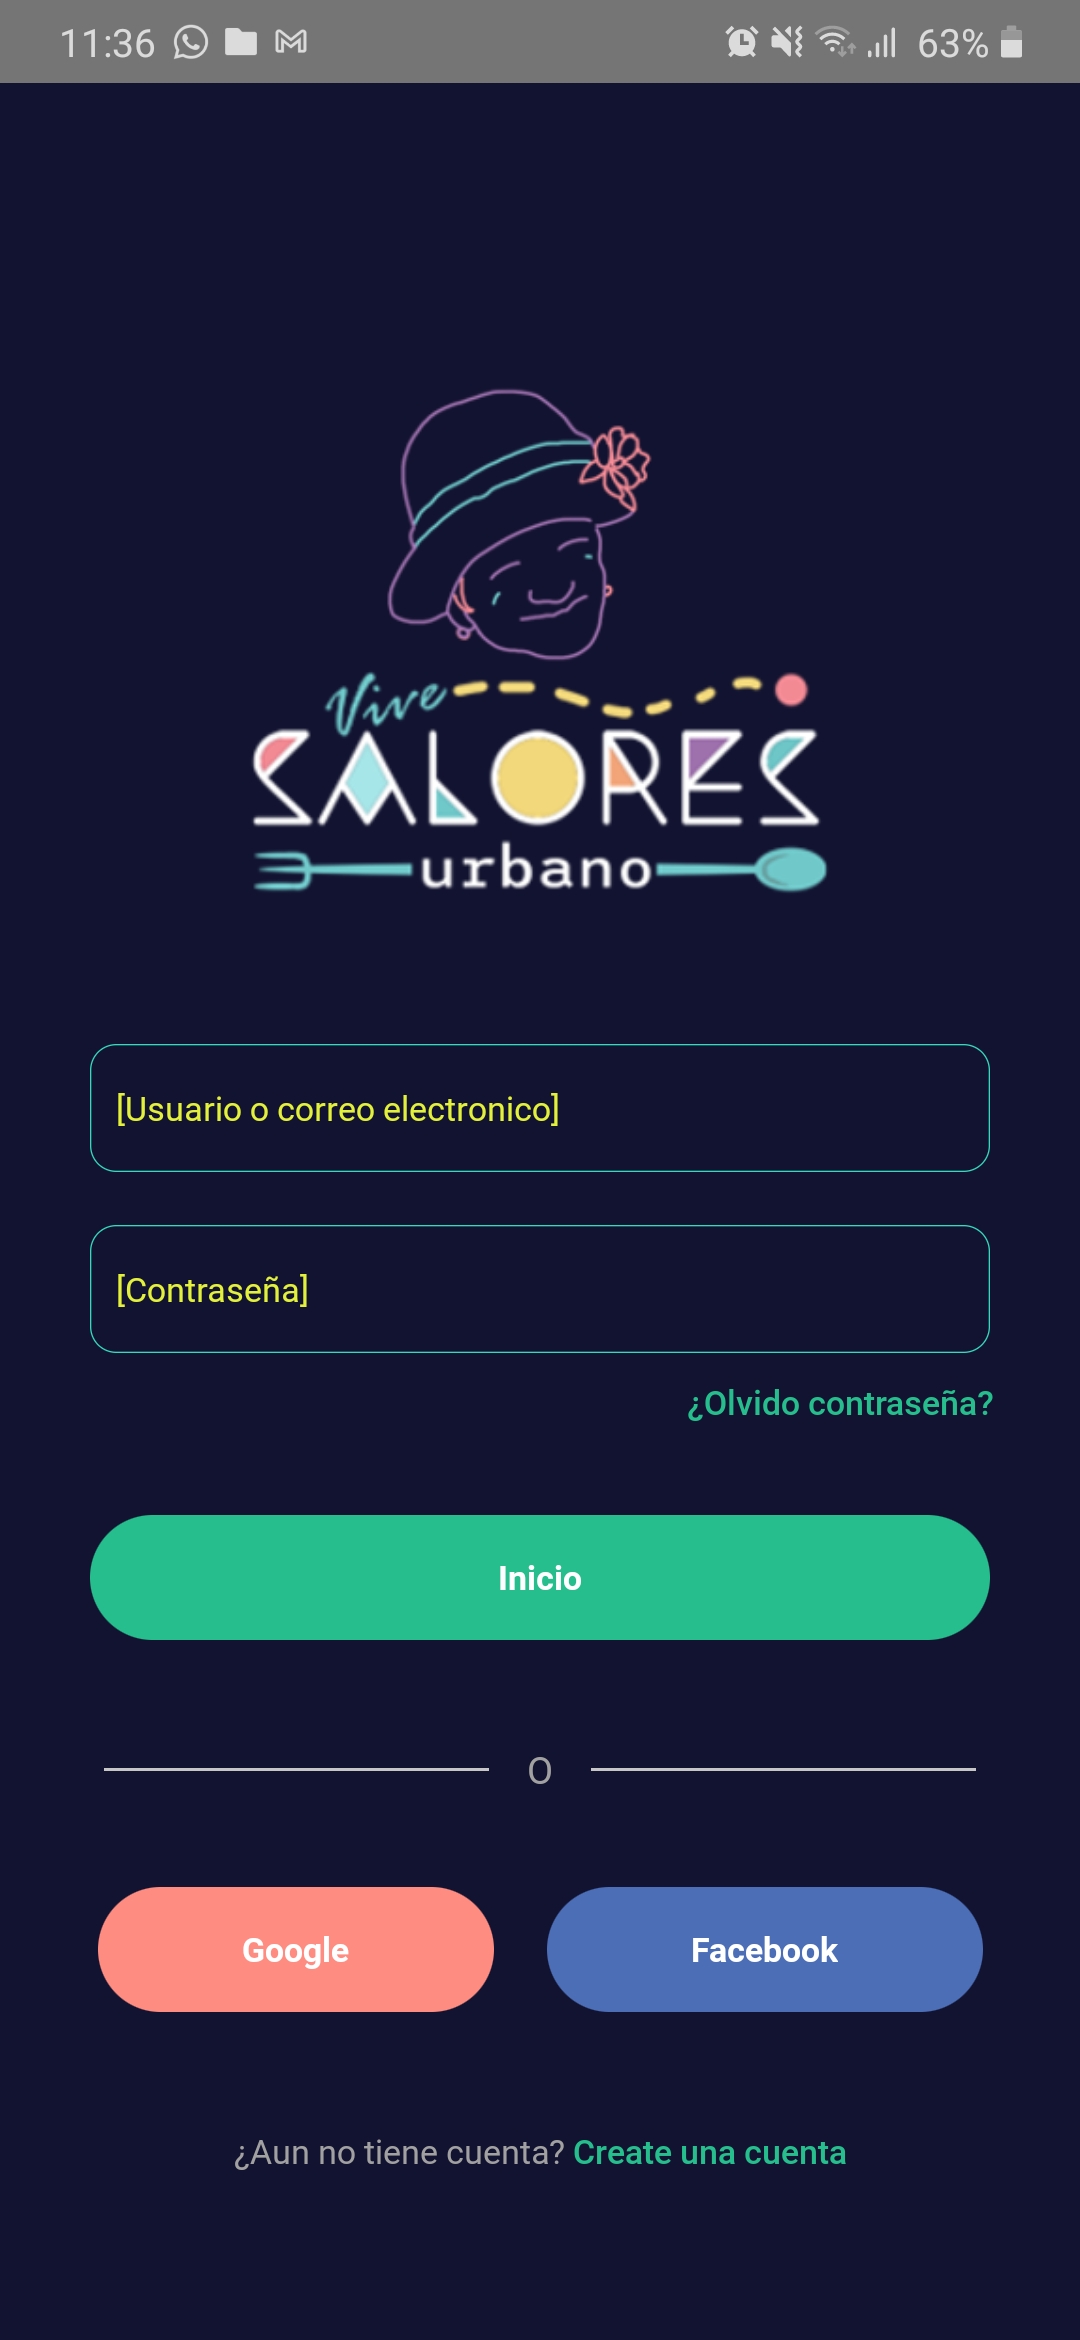 11:36
63%
Vive
SALORES
urbano
[Usuario o correo electronico]
[Contraseña]
¿Olvido contraseña?
Inicio
O
Google
Facebook
¿Aun no tiene cuenta? Create una cuenta